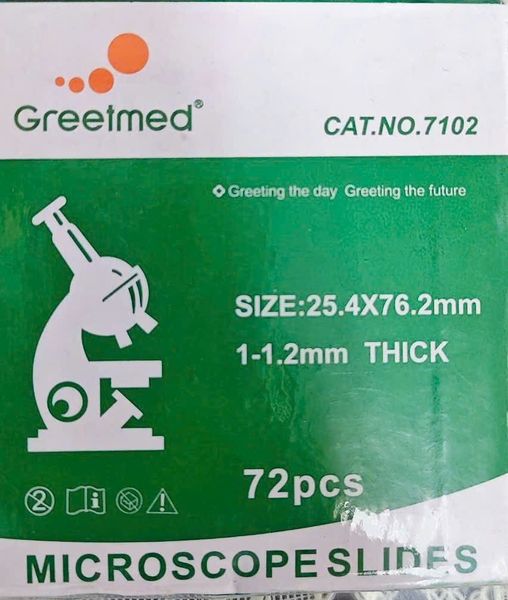 Greetmed®
CAT.NO.7102
Greeting the day Greeting the future
SIZE:25.4X76.2mm
1-1.2mm THICK
72pcs
2 i
MICROSCOPE SLIDES